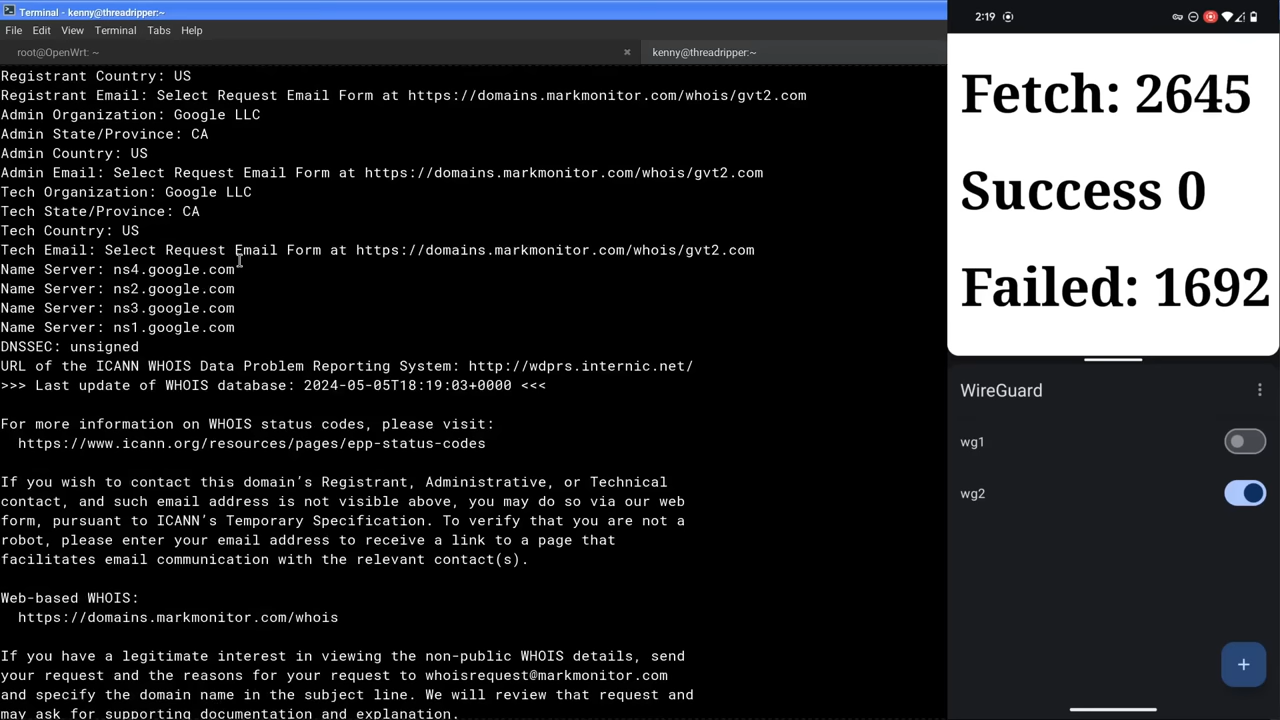 Terminal - kenny@threadripper:~
File Edit View Terminal Tabs Help
root@OpenWrt: ~
kenny@threadripper:~
Registrant Country: US
Registrant Email: Select Request Email Form at https://domains.markmonitor.com/whois/gvt2.com
Admin Organization: Google LLC
Admin State/Province: CA
Admin Country: US
Admin Email: Select Request Email Form at https://domains.markmonitor.com/whois/gvt2.com
Tech Organization: Google LLC
Tech State/Province: CA
Tech Country: US
Tech Email: Select Request Email Form at https://domains.markmonitor.com/whois/gvt2.com
Name Server: ns4.google.com
Name Server: ns2.google.com
Name Server: ns3.google.com
Name Server: ns1.google.com
DNSSEC: unsigned
URL of the ICANN WHOIS Data Problem Reporting System: http://wdprs.internic.net/
>>> Last update of WHOIS database: 2024-05-05T18:19:03+0000 <<<
For more information on WHOIS status codes, please visit:
https://www.icann.org/resources/pages/epp-status-codes
If you wish to contact this domain’s Registrant, Administrative, or Technical
contact, and such email address is not visible above, you may do so via our web
form, pursuant to ICANN’s Temporary Specification. To verify that you are not a
robot, please enter your email address to receive a link to a page that
facilitates email communication with the relevant contact(s).
Web-based WHOIS:
https://domains.markmonitor.com/whois
If you have a legitimate interest in viewing the non-public WHOIS details, send
your request and the reasons for your request to whoisrequest@markmonitor.com
and specify the domain name in the subject line. We will review that request and
may ask for supporting documentation and explanation.
2:19
Fetch: 2645
Success 0
Failed: 1692
WireGuard
wg1
wg2